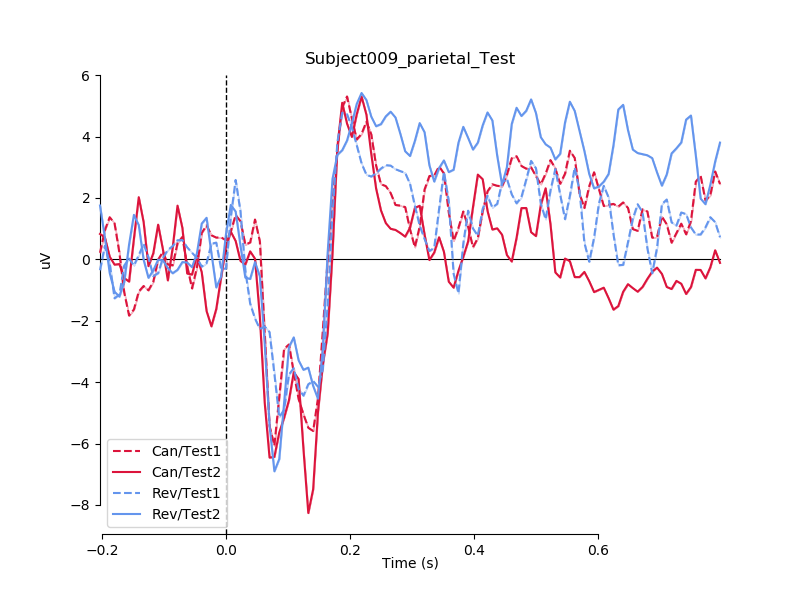 Subject009_parietal_Test
uV
6
4
2
0
−2
−4
−6
−8
Can/Test1
Can/Test2
Rev/Test1
Rev/Test2
−0.2
0.0
0.2
0.4
0.6
Time (s)